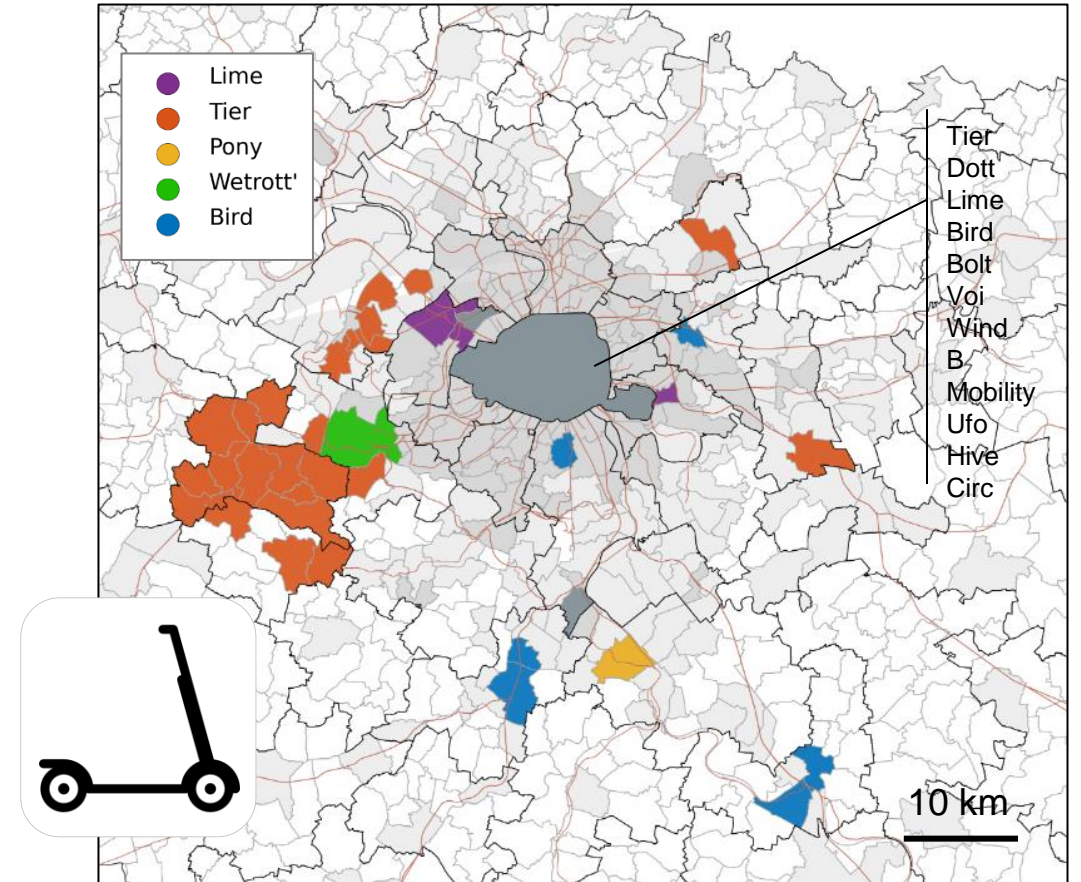 Lime
Tier
Pony
Wetrott'
Bird
Tier
Dott
Lime
Bird
Bolt
Voi
Wind
B
Mobility
Ufo
Hive
Circ
10 km